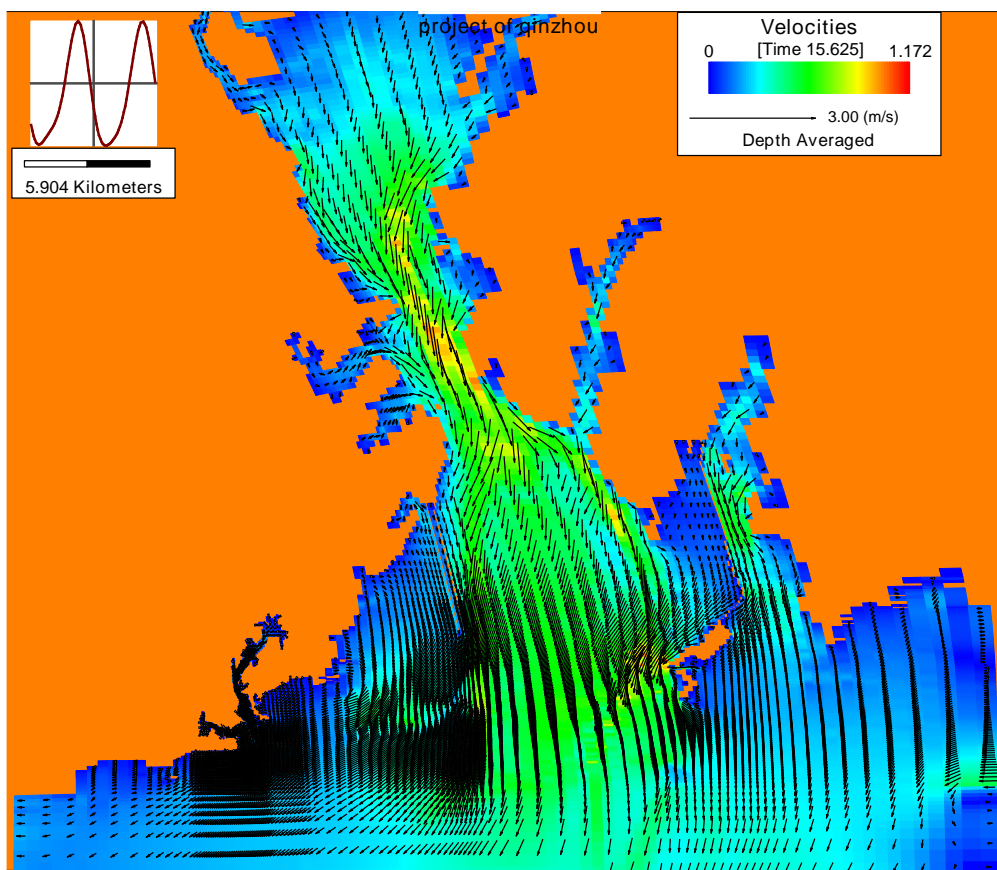 project of qinzhou
Velocities
[Time 15.625]
0
1.172
3.00 (m/s)
Depth Averaged
5.904 Kilometers